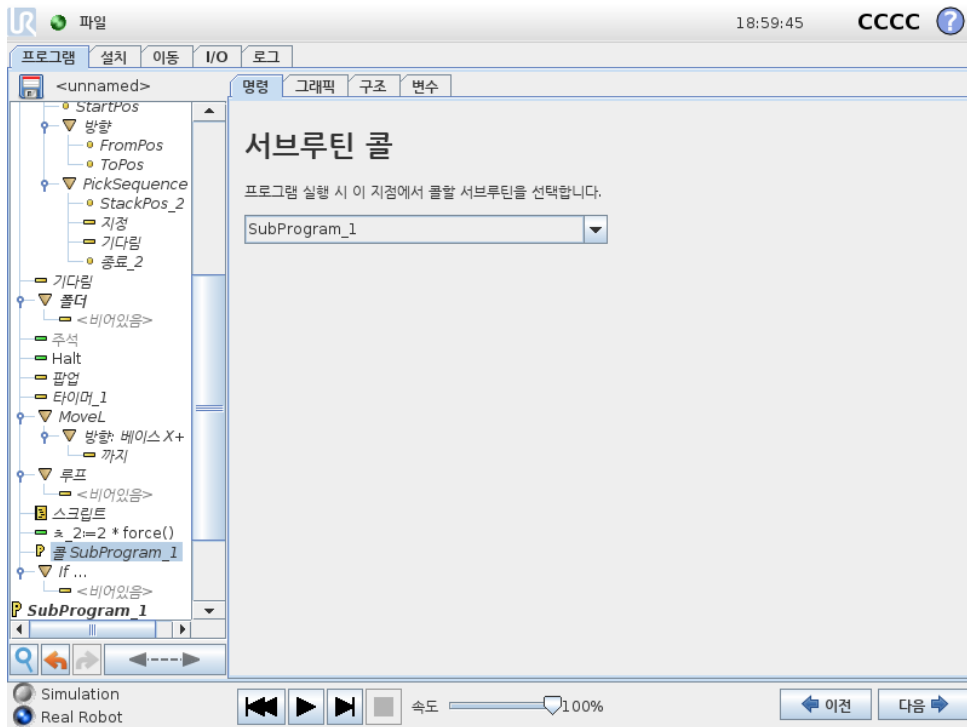 파일
18:59:45
CCCC
?
프로그램 설치 이동 I/O 로그
<unnamed>
명령 그래픽 구조 변수
StartPos
방향
FromPos
ToPos
PickSequence
StackPos_2
지정
기다림
종료_2
기다림
폴더
<비어있음>
주석
Halt
팝업
타이머_1
MoveL
방향: 베이스 X+
까지
루프
<비어있음>
스크립트
ㅊ_2:=2 * force()
콜 SubProgram_1
If ...
<비어있음>
SubProgram_1
서브루틴 콜
프로그램 실행 시 이 지점에서 콜할 서브루틴을 선택합니다.
SubProgram_1
Simulation
Real Robot
속도
100%
이전
다음